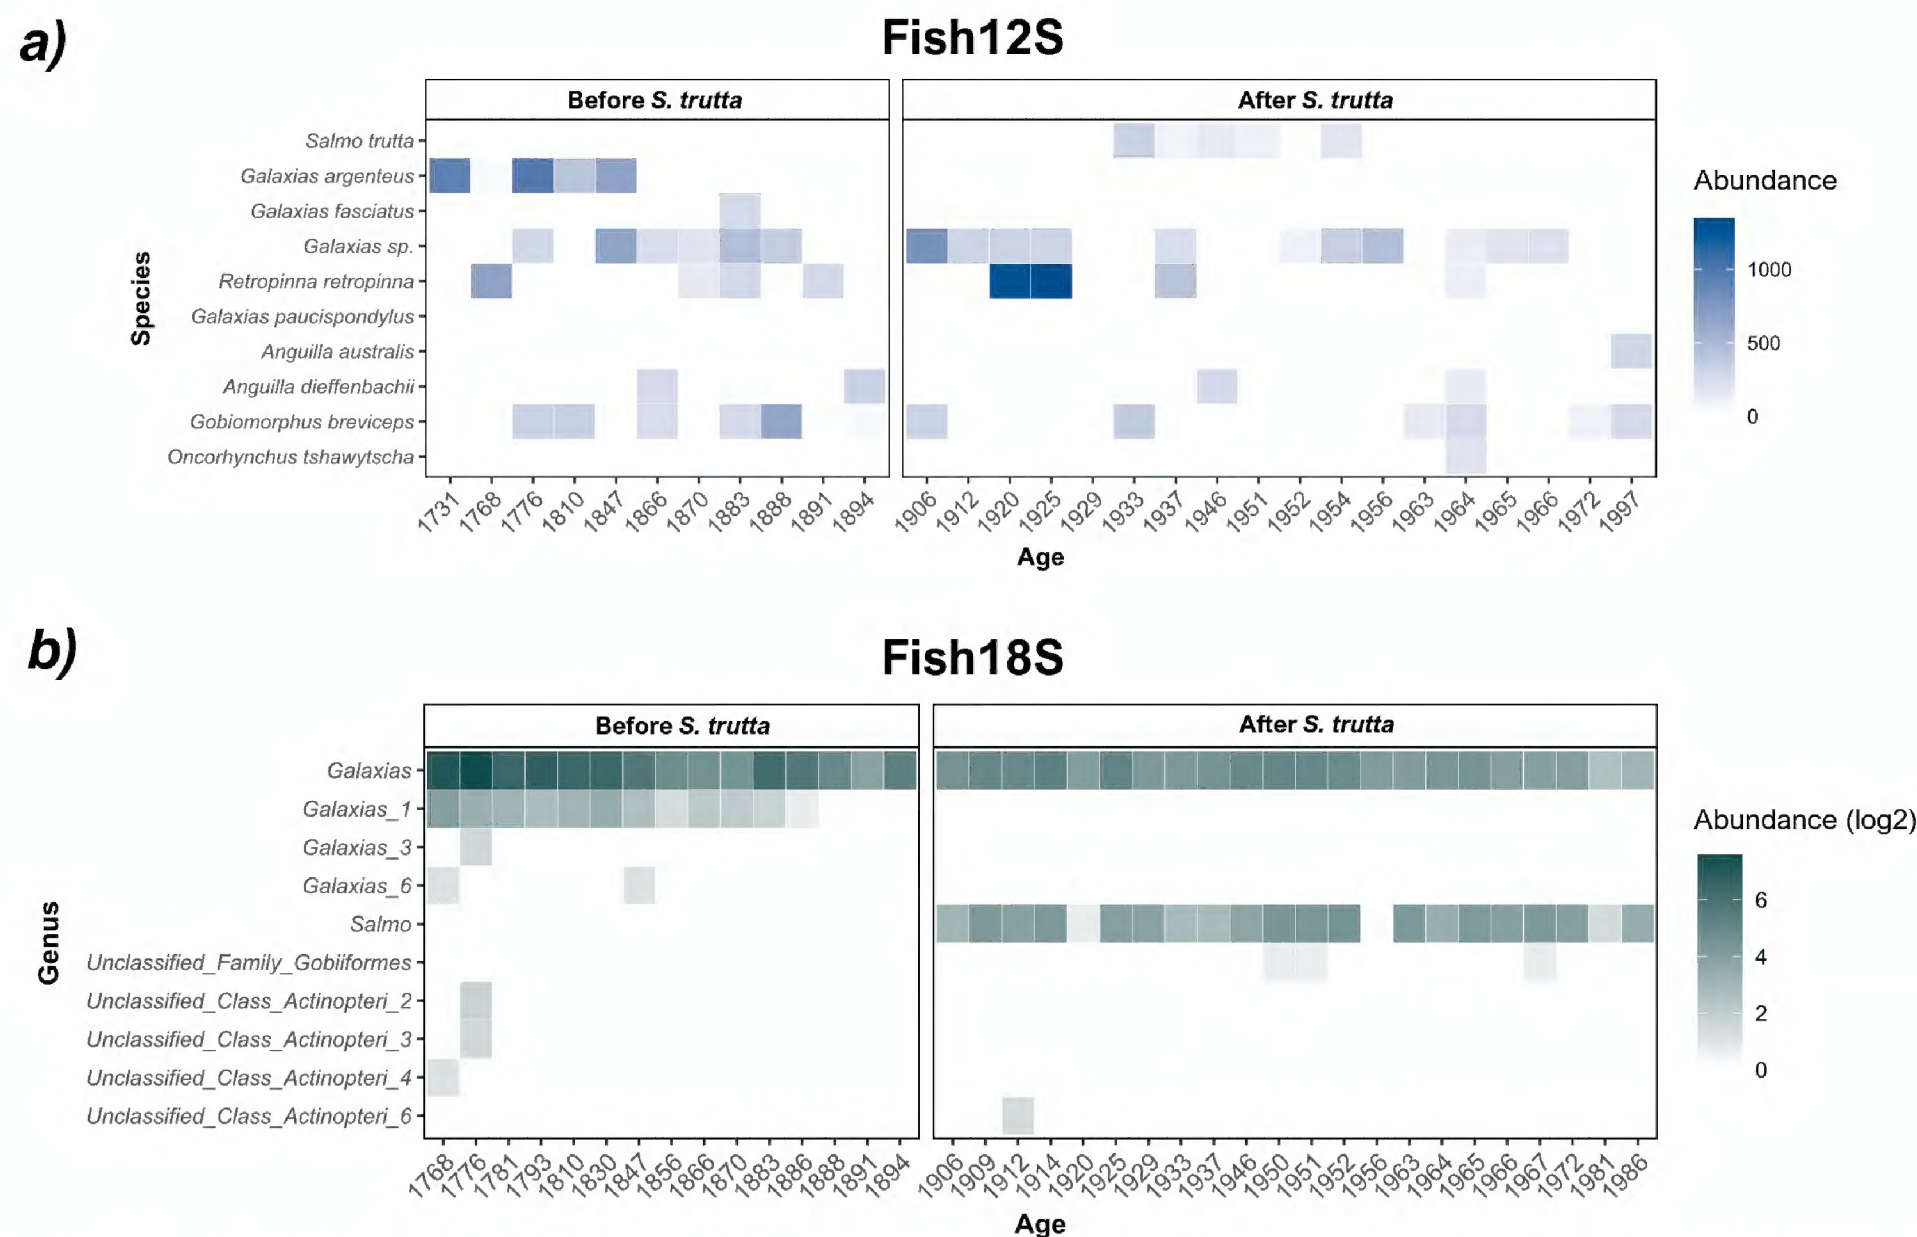 a)
Fish12S
Before S. trutta
After S. trutta
Species
Salmo trutta
Galaxias argenteus
Galaxias fasciatus
Galaxias sp.
Retropinna retropinna
Galaxias paucispondylus
Anguilla australis
Anguilla dieffenbachii
Gobiomorphus breviceps
Oncorhynchus tshawytscha
1731 1768 1776 1810 1847 1866 1870 1883 1888 1891 1894 1906 1912 1920 1925 1929 1933 1937 1946 1951 1952 1954 1956 1963 1964 1965 1966 1972 1997
Age
Abundance
1000
500
0
b)
Fish18S
Before S. trutta
After S. trutta
Genus
Galaxias
Galaxias_1
Galaxias_3
Galaxias_6
Salmo
Unclassified_Family_Gobiiformes
Unclassified_Class_Actinopteri_2
Unclassified_Class_Actinopteri_3
Unclassified_Class_Actinopteri_4
Unclassified_Class_Actinopteri_6
1768 1776 1781 1793 1810 1830 1847 1856 1866 1870 1883 1886 1888 1891 1894 1906 1909 1912 1914 1920 1925 1929 1933 1937 1946 1950 1951 1952 1956 1963 1964 1965 1966 1967 1972 1981 1986
Age
Abundance (log2)
6
4
2
0